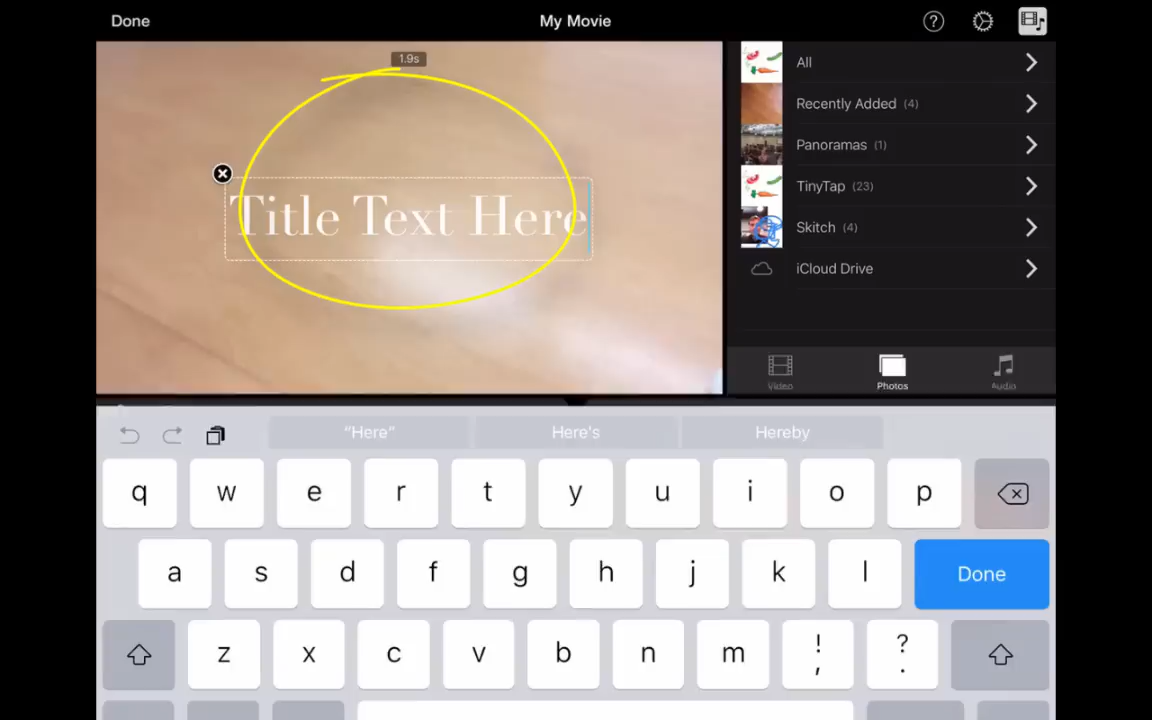 Done
My Movie
?
1.9s
Title Text Here
All
Recently Added (4)
Panoramas (1)
TinyTap (23)
Skitch (4)
iCloud Drive
Video
Photos
Audio
“Here”
Here's
Hereby
q w e r t y u i o p
a s d f g h j k l Done
z x c v b n m ! , ? .